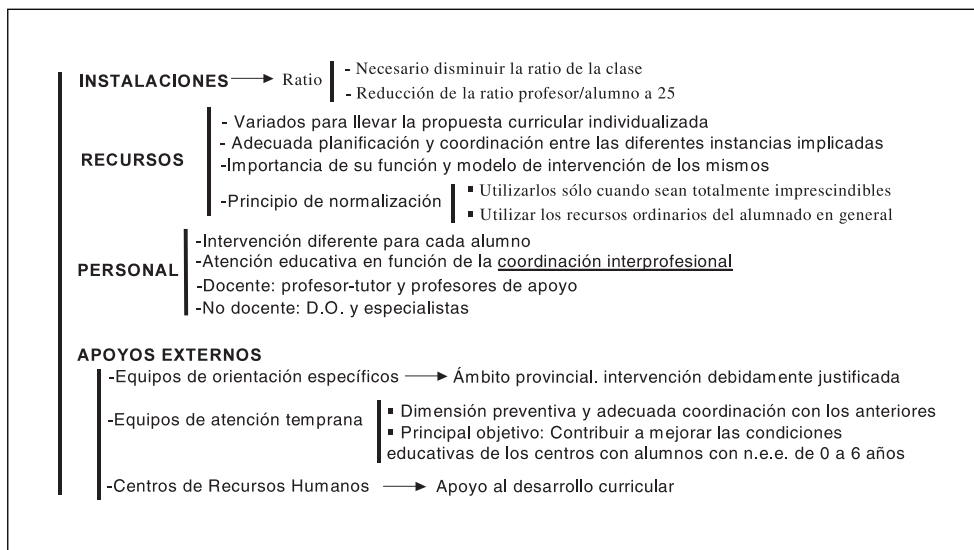 INSTALACIONES Ratio
- Necesario disminuir la ratio de la clase
- Reducción de la ratio profesor/alumno a 25
RECURSOS
- Variados para llevar la propuesta curricular individualizada
- Adecuada planificación y coordinación entre las diferentes instancias implicadas
-Importancia de su función y modelo de intervención de los mismos
-Principio de normalización
▪ Utilizarlos sólo cuando sean totalmente imprescindibles
▪ Utilizar los recursos ordinarios del alumnado en general
PERSONAL
-Intervención diferente para cada alumno
-Atención educativa en función de la coordinación interprofesional
-Docente: profesor-tutor y profesores de apoyo
-No docente: D.O. y especialistas
APOYOS EXTERNOS
-Equipos de orientación específicos Ámbito provincial. intervención debidamente justificada
-Equipos de atención temprana
▪ Dimensión preventiva y adecuada coordinación con los anteriores
▪ Principal objetivo: Contribuir a mejorar las condiciones
educativas de los centros con alumnos con n.e.e. de 0 a 6 años
-Centros de Recursos Humanos Apoyo al desarrollo curricular